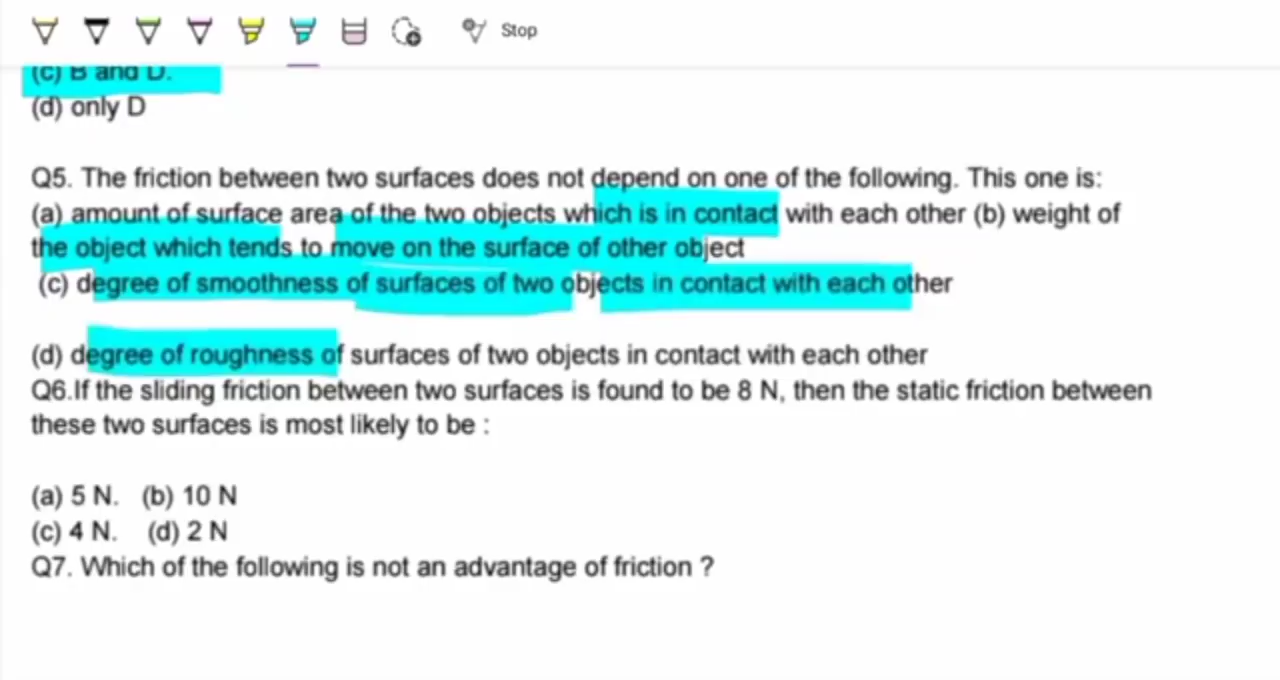 Stop
(c) B and D.
(d) only D
Q5. The friction between two surfaces does not depend on one of the following. This one is:
(a) amount of surface area of the two objects which is in contact with each other (b) weight of
the object which tends to move on the surface of other object
(c) degree of smoothness of surfaces of two objects in contact with each other
(d) degree of roughness of surfaces of two objects in contact with each other
Q6.If the sliding friction between two surfaces is found to be 8 N, then the static friction between
these two surfaces is most likely to be :
(a) 5 N. (b) 10 N
(c) 4 N. (d) 2 N
Q7. Which of the following is not an advantage of friction ?